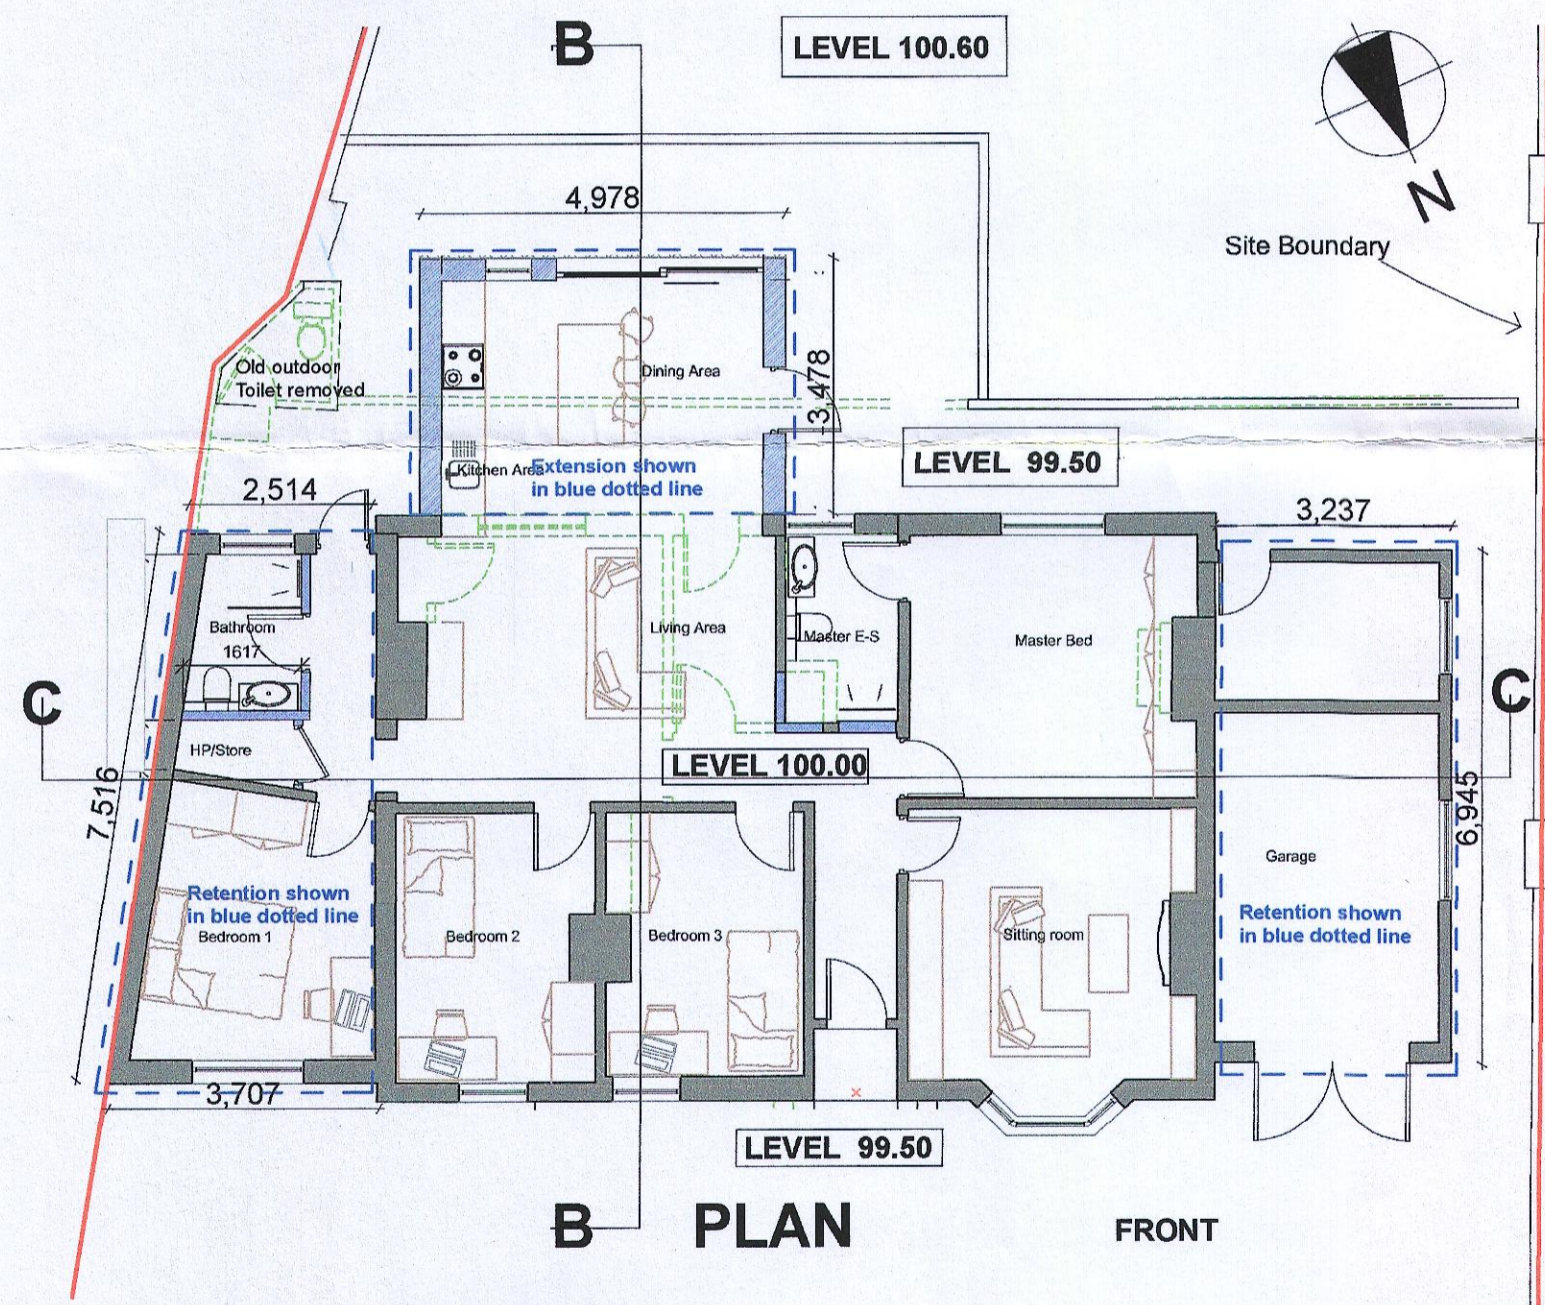 B
LEVEL 100.60
N
4,978
Site Boundary
Old outdoor
Toilet removed
Dining Area
3,478
Kitchen Area
Extension shown
in blue dotted line
LEVEL 99.50
2,514
3,237
Bathroom
1617
Living Area
Master E-S
Master Bed
C
C
HP/Store
LEVEL 100.00
7,516
6,945
Garage
Retention shown
in blue dotted line
Bedroom 1
Bedroom 2
Bedroom 3
Sitting room
Retention shown
in blue dotted line
3,707
LEVEL 99.50
B
PLAN
FRONT